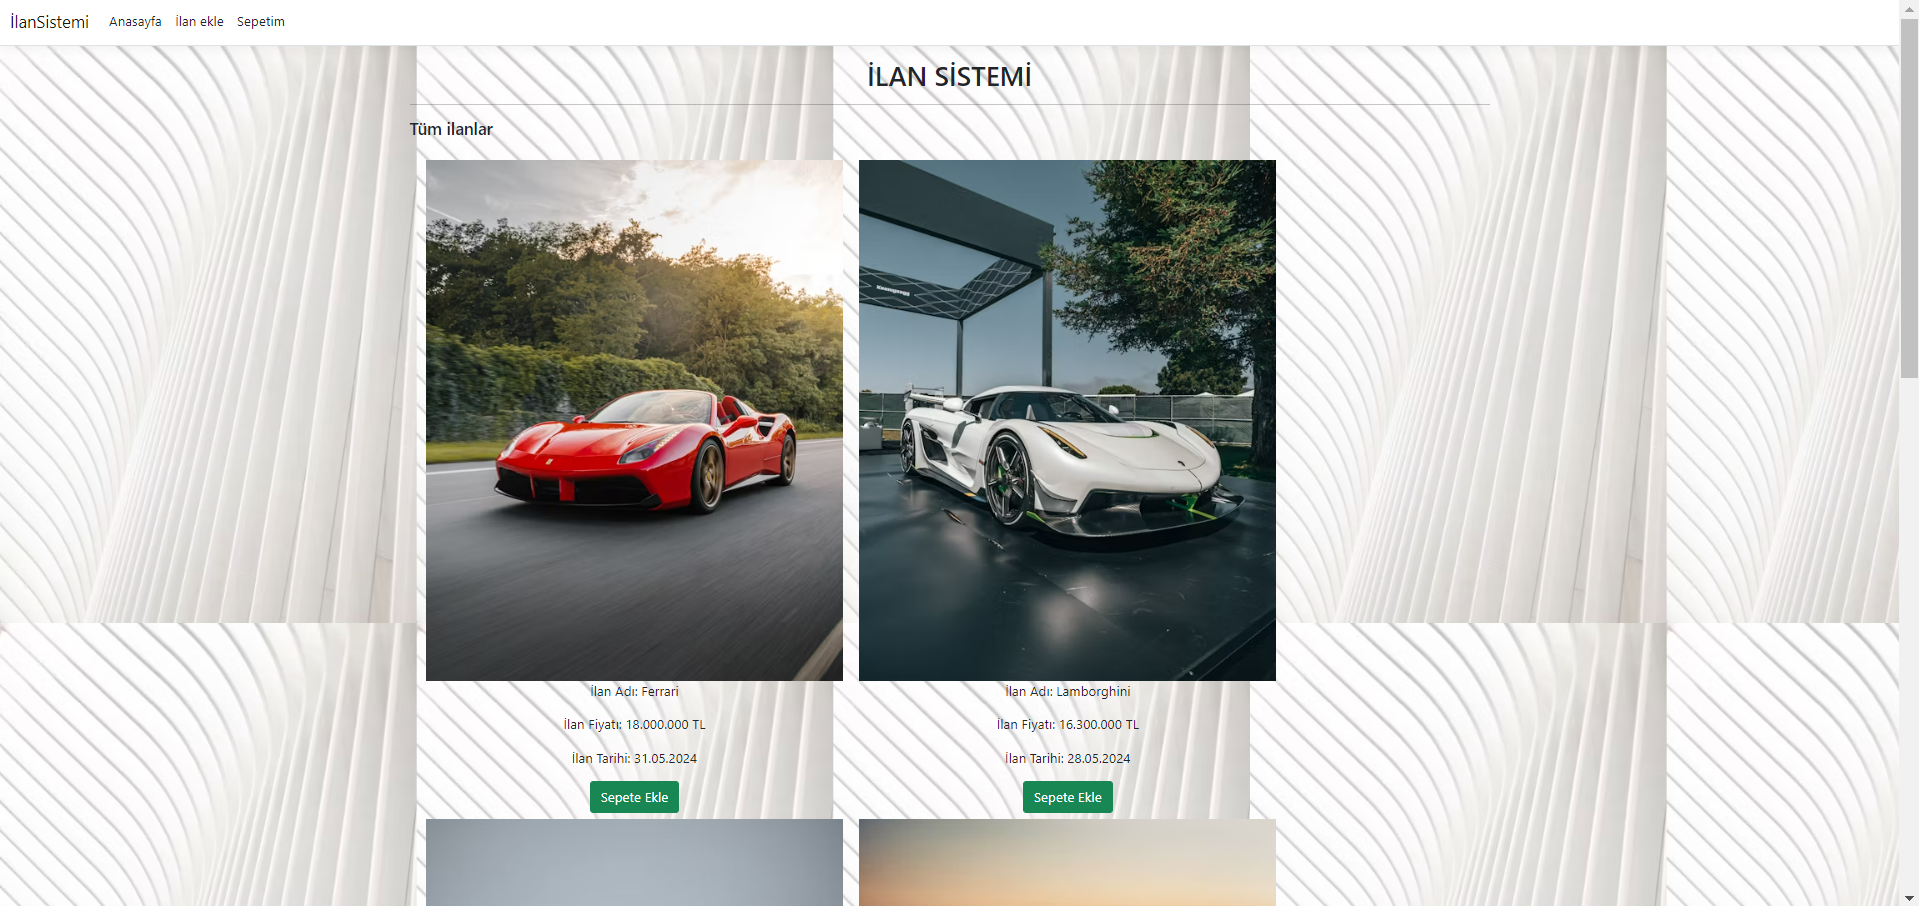 İlanSistemi Anasayfa İlan ekle Sepetim
İLAN SİSTEMİ
Tüm ilanlar
Koenigsegg
İlan Adı: Ferrari
İlan Fiyatı: 18.000.000 TL
İlan Tarihi: 31.05.2024
Sepete Ekle
İlan Adı: Lamborghini
İlan Fiyatı: 16.300.000 TL
İlan Tarihi: 28.05.2024
Sepete Ekle